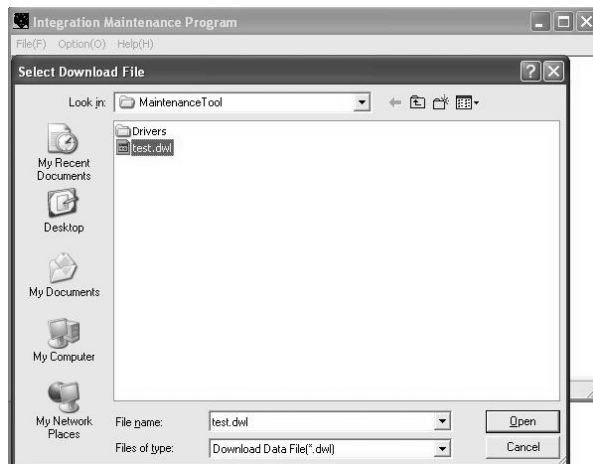 Integration Maintenance Program
File(F) Option(O) Help(H)
Select Download File
Look in: MaintenanceTool
Drivers
test.dwl
My Recent
Documents
Desktop
My Documents
My Computer
My Network
Places
File name: test.dwl Open
Files of type: Download Data File(*.dwl) Cancel